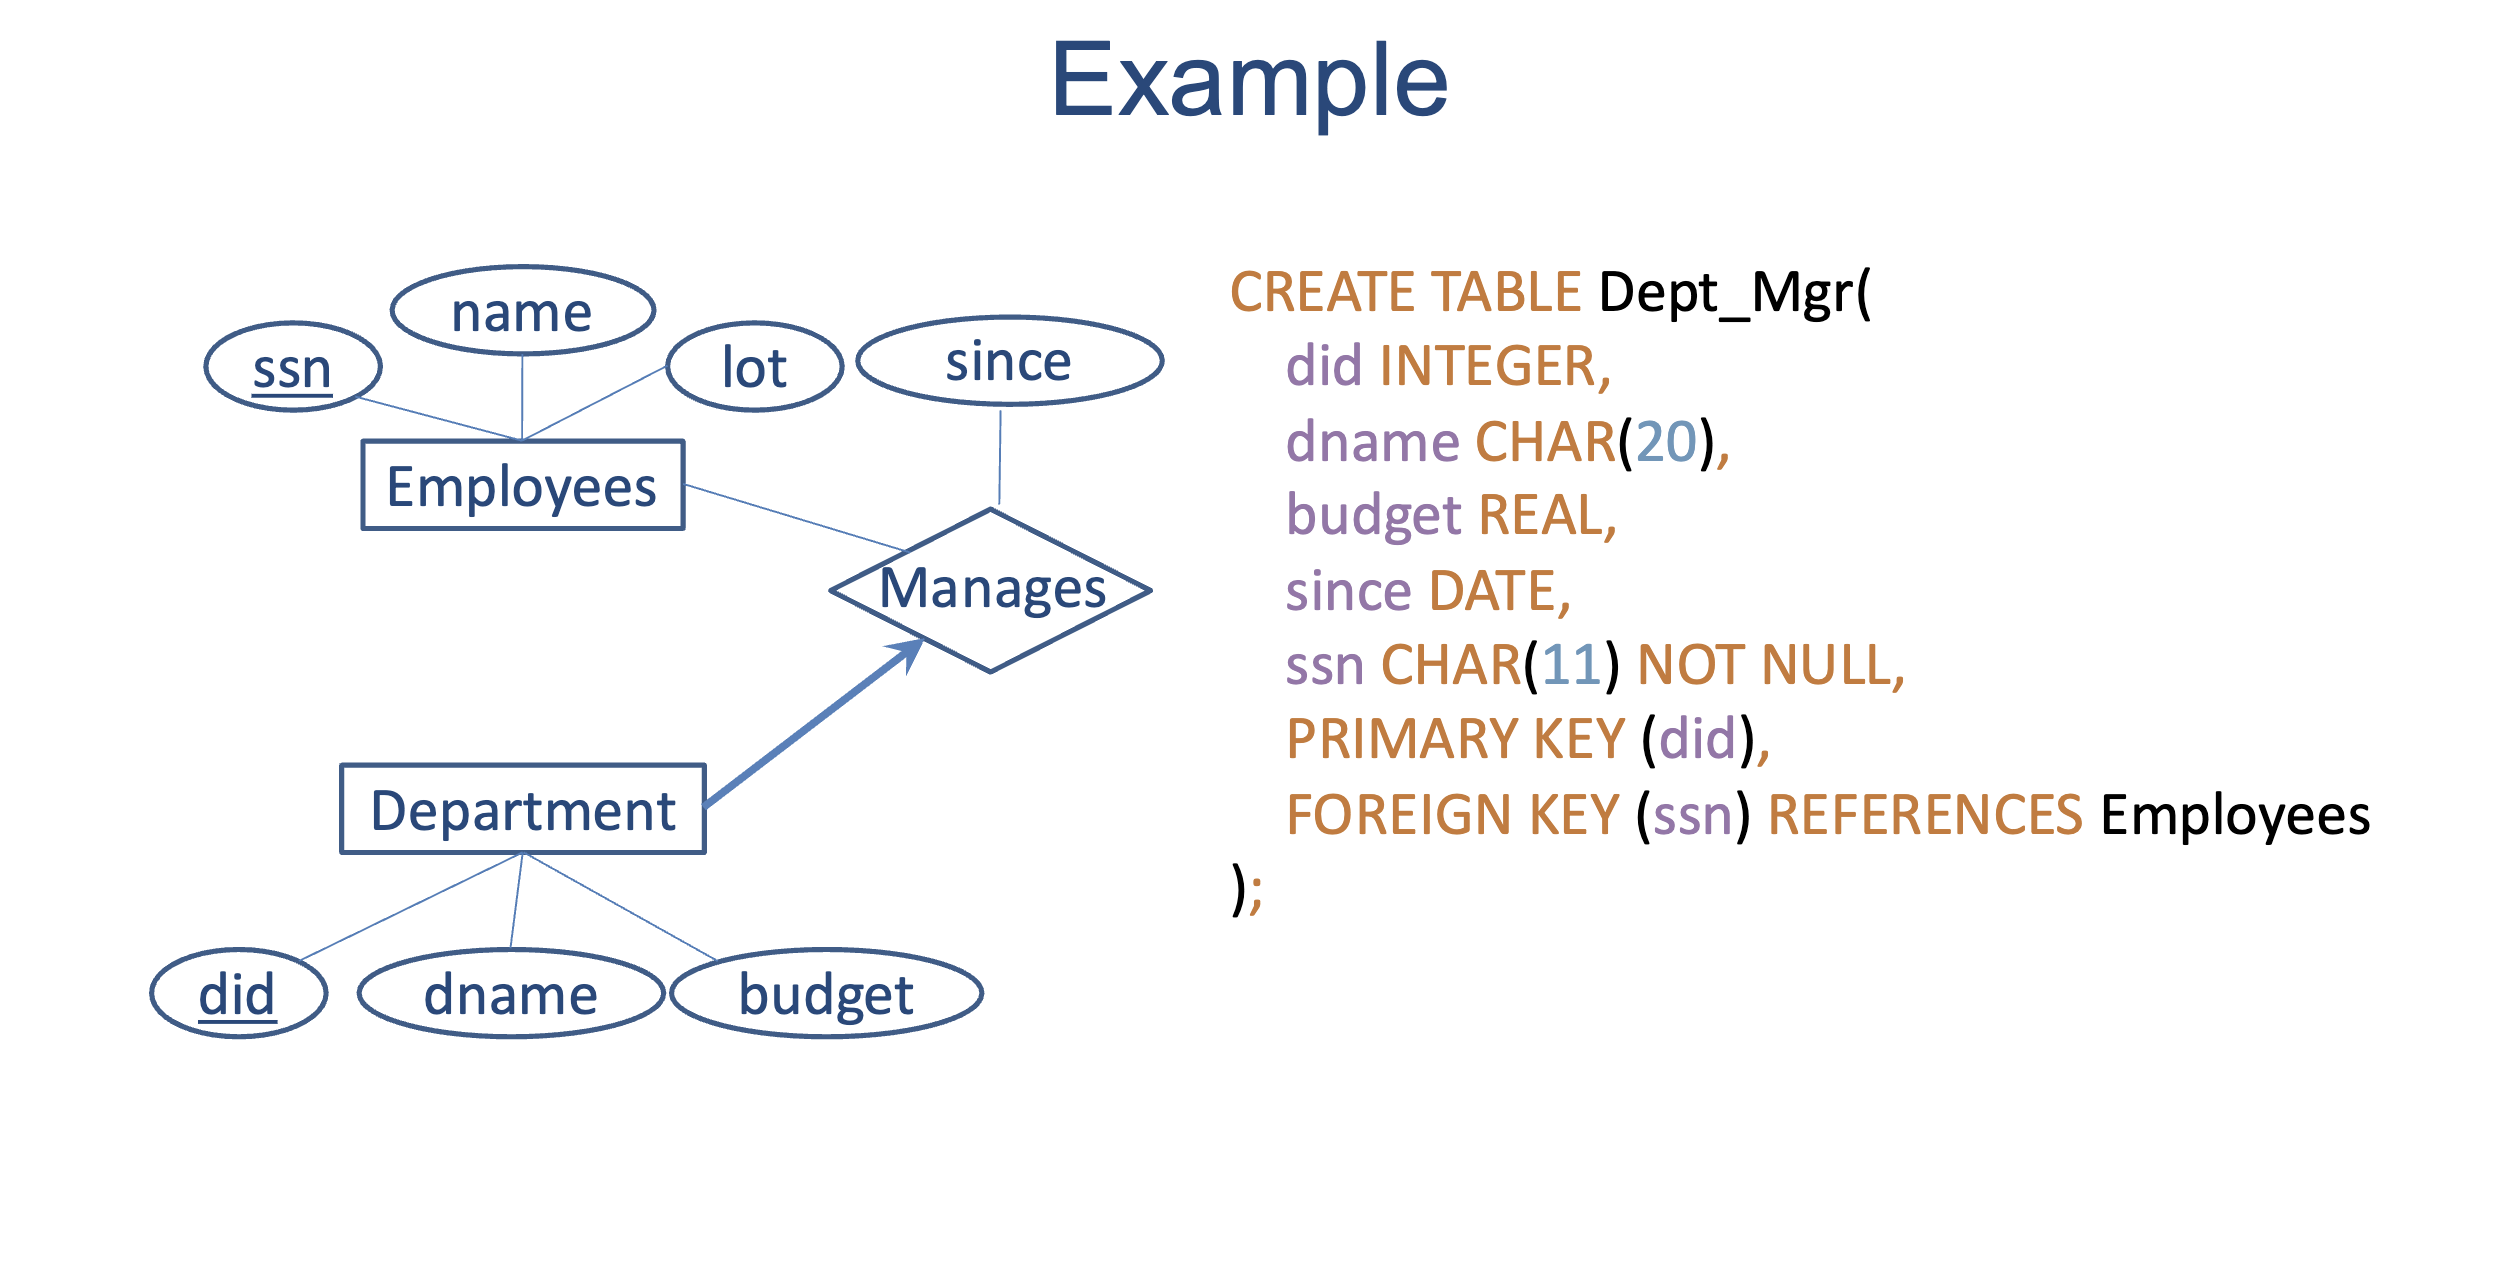 Example
name
ssn
lot
since
Employees
Manages
Department
did
dname
budget
CREATE TABLE Dept_Mgr(
did INTEGER,
dname CHAR(20),
budget REAL,
since DATE,
ssn CHAR(11) NOT NULL,
PRIMARY KEY (did),
FOREIGN KEY (ssn) REFERENCES Employees
);